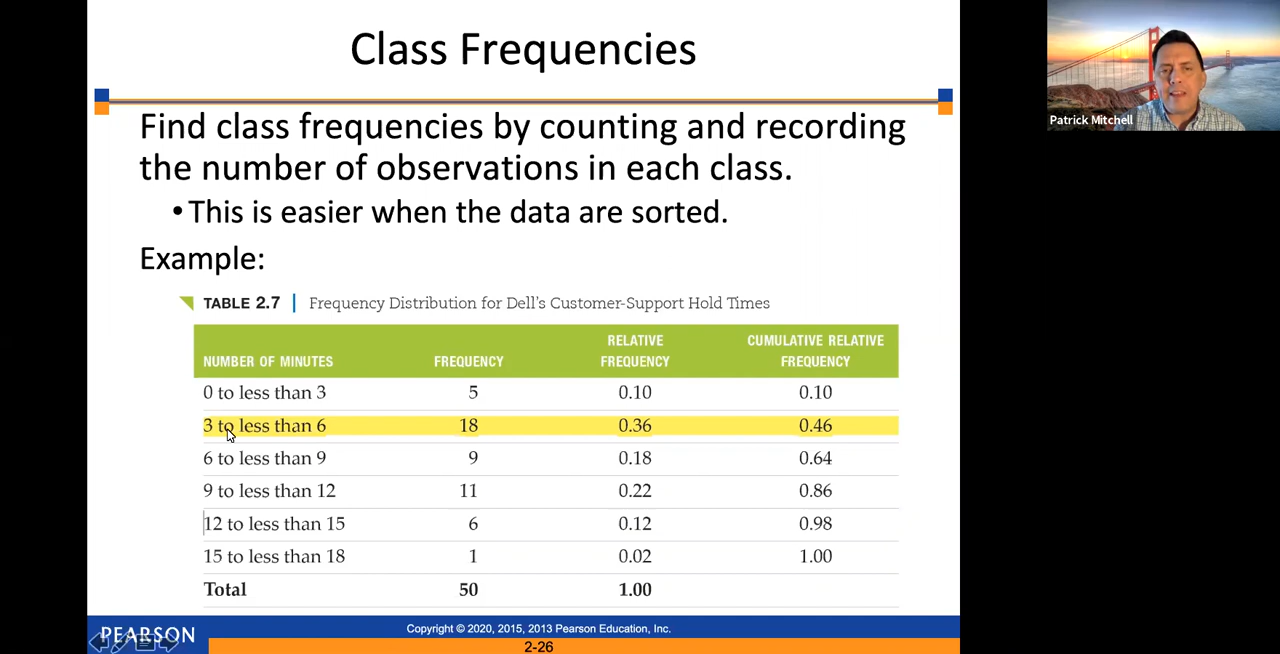 Class Frequencies
Find class frequencies by counting and recording
the number of observations in each class.
•This is easier when the data are sorted.
Example:
TABLE 2.7 | Frequency Distribution for Dell's Customer-Support Hold Times
NUMBER OF MINUTES FREQUENCY RELATIVE FREQUENCY CUMULATIVE RELATIVE FREQUENCY
0 to less than 3 5 0.10 0.10
3 to less than 6 18 0.36 0.46
6 to less than 9 9 0.18 0.64
9 to less than 12 11 0.22 0.86
12 to less than 15 6 0.12 0.98
15 to less than 18 1 0.02 1.00
Total 50 1.00
PEARSON
Copyright © 2020, 2015, 2013 Pearson Education, Inc.
2-26
Patrick Mitchell